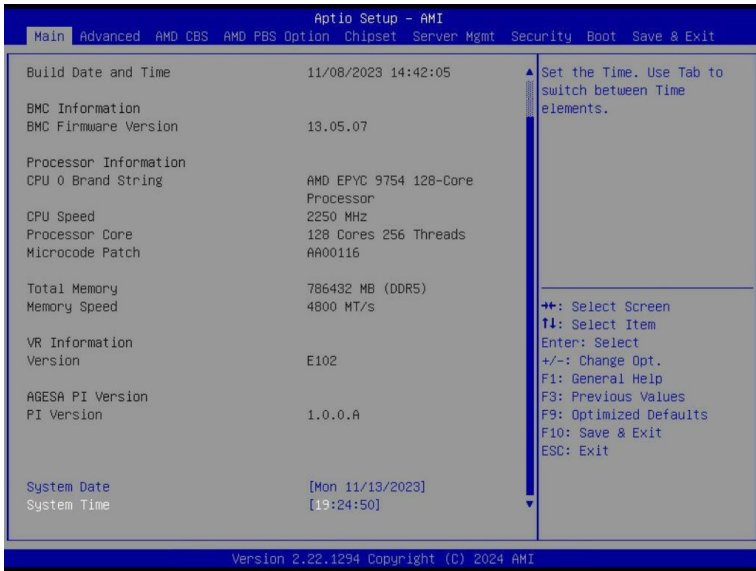 Aptio Setup – AMI
Main Advanced AMD CBS AMD PBS Option Chipset Server Mgmt Security Boot Save & Exit
Build Date and Time 11/08/2023 14:42:05
BMC Information
BMC Firmware Version 13.05.07
Processor Information
CPU 0 Brand String AMD EPYC 9754 128-Core
Processor
CPU Speed 2250 MHz
Processor Core 128 Cores 256 Threads
Microcode Patch AA00116
Total Memory 786432 MB (DDR5)
Memory Speed 4800 MT/s
VR Information
Version E102
AGESA PI Version
PI Version 1.0.0.A
System Date [Mon 11/13/2023]
System Time [19:24:50]
Set the Time. Use Tab to
switch between Time
elements.
→←: Select Screen
↑↓: Select Item
Enter: Select
+/-: Change Opt.
F1: General Help
F3: Previous Values
F9: Optimized Defaults
F10: Save & Exit
ESC: Exit
Version 2.22.1294 Copyright (C) 2024 AMI